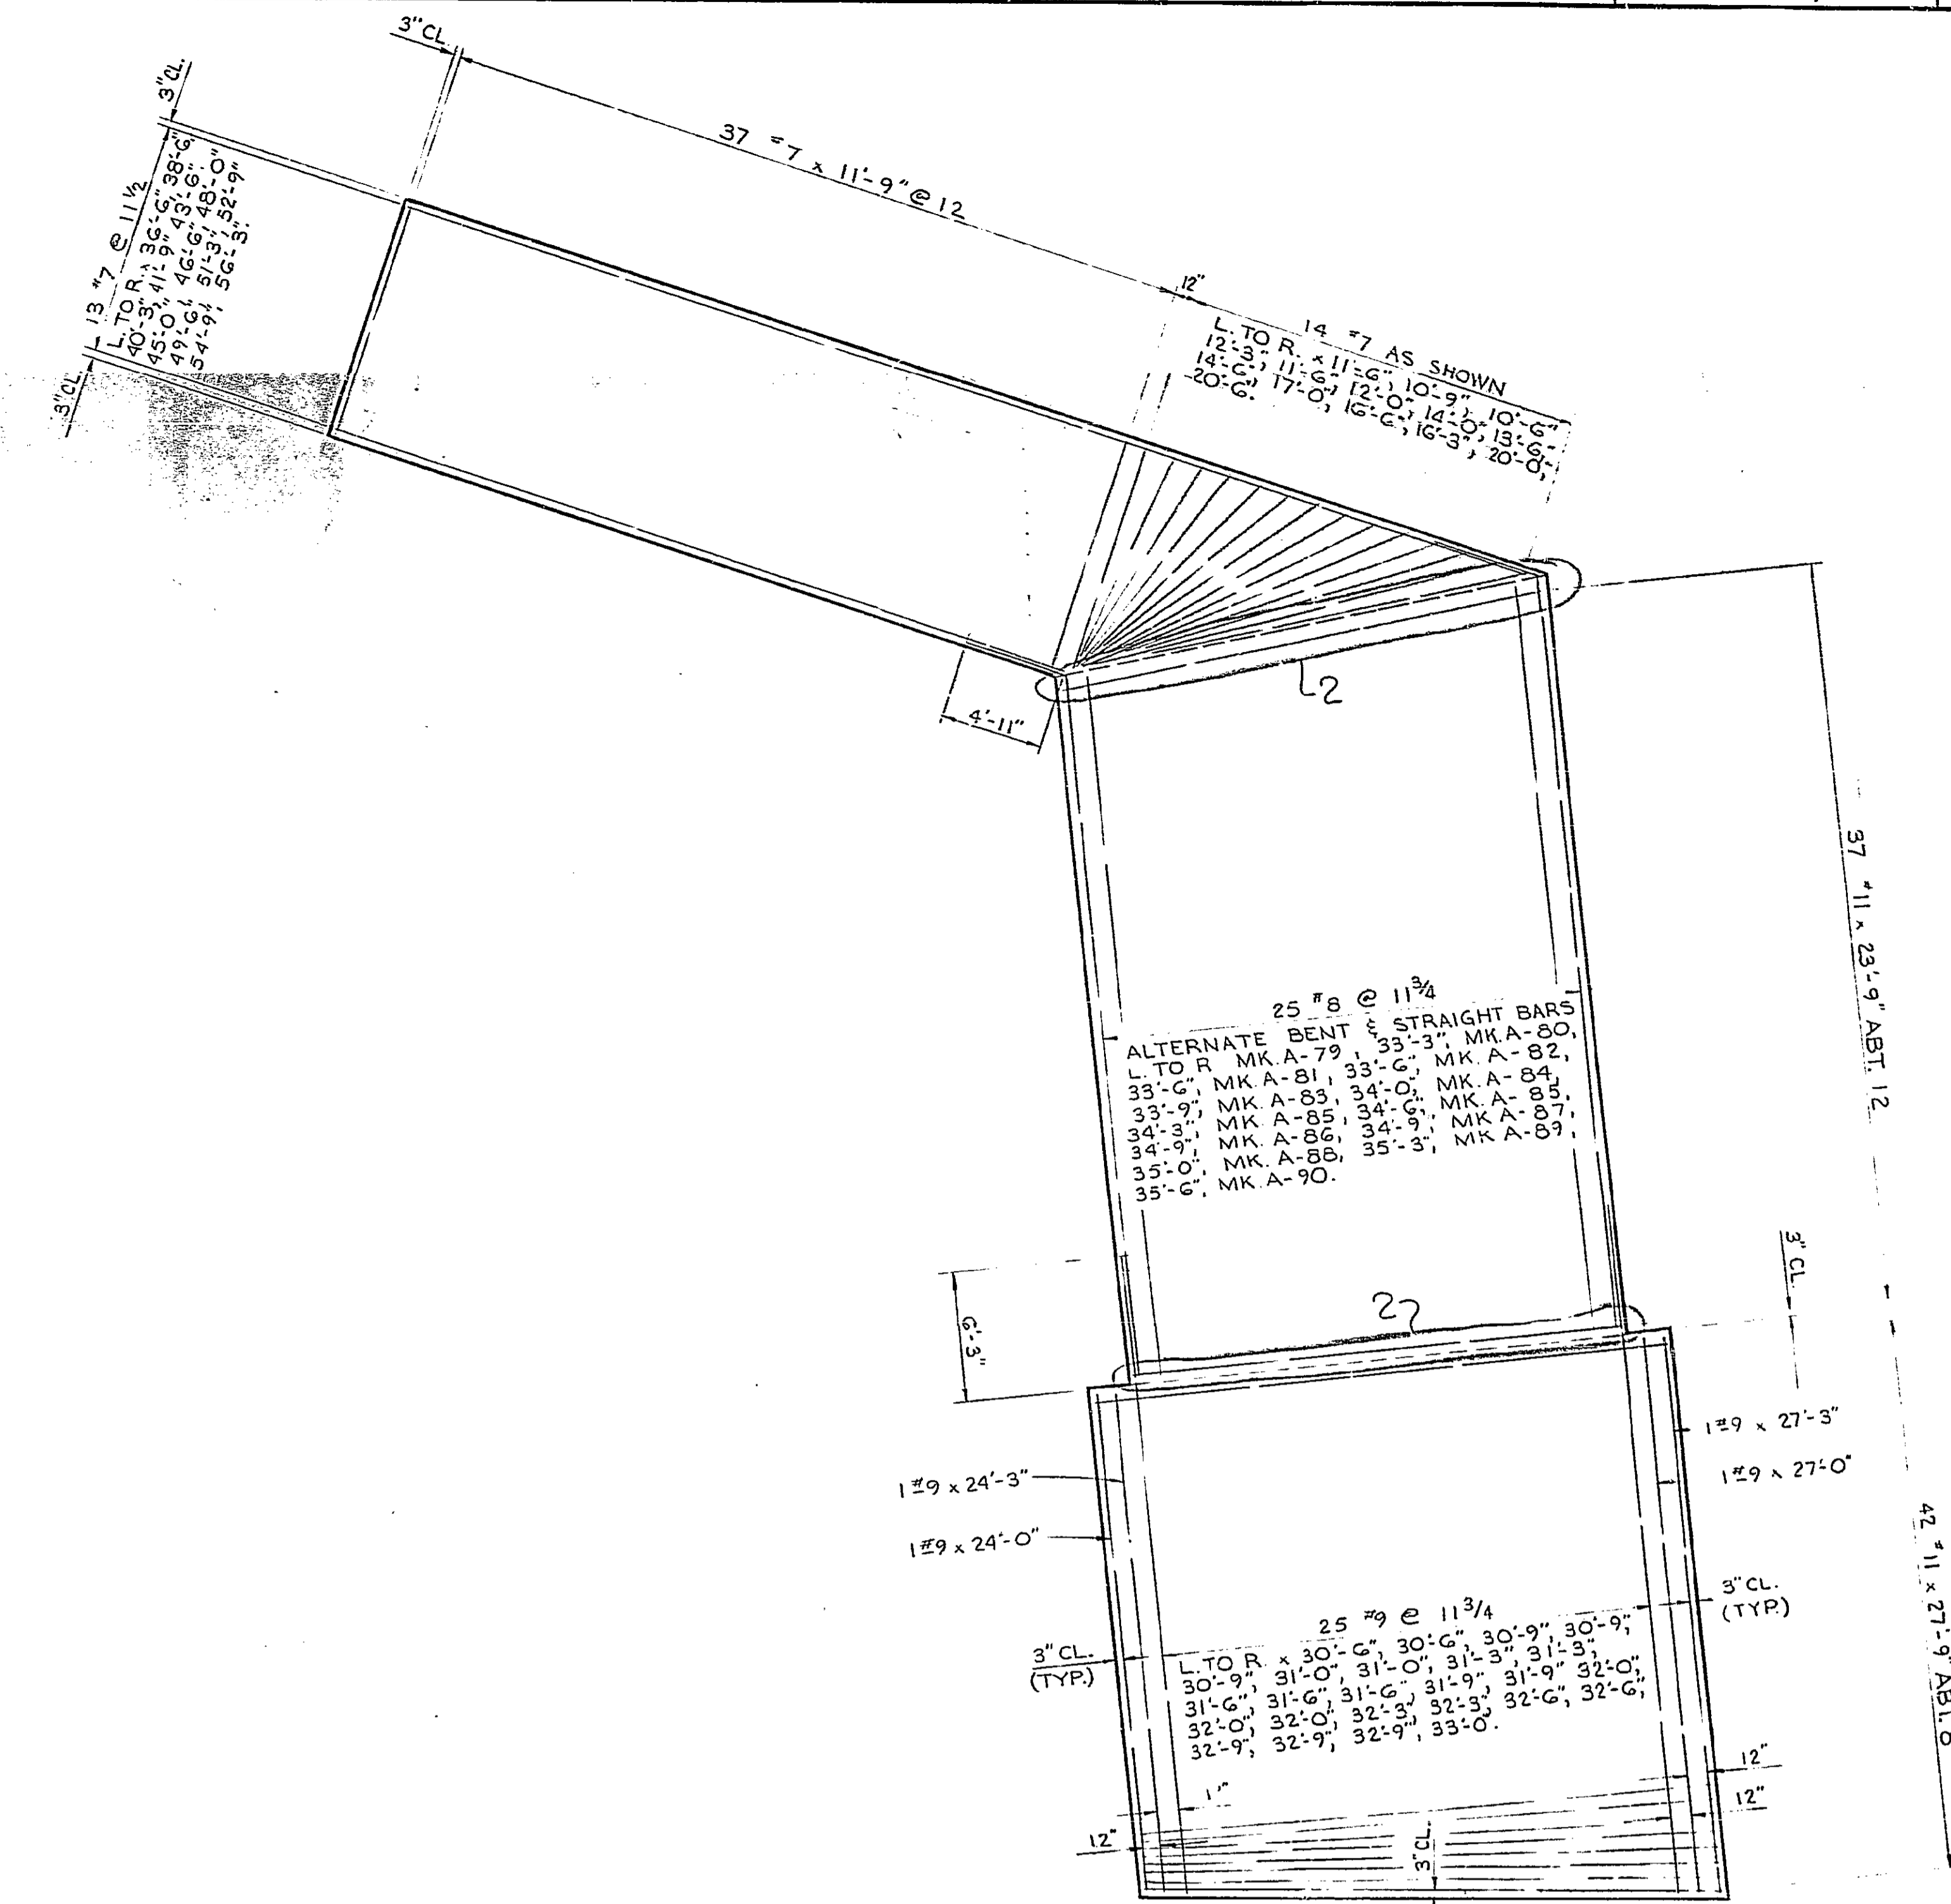 3" CL.
3" CL.
37 #7 x 11'-9" @ 12
13 #7 @ 11 1/2
L. TO R. x 36'-6", 38'-6",
40'-3", 41'-9", 43'-6",
45'-0", 46'-6", 48'-0",
49'-6", 51'-3", 52'-9",
54'-9", 56'-3".
3" CL.
12"
14 #7 AS SHOWN
L. TO R. x 11'-6", 10'-9", 10'-6",
12'-3", 11'-6", 12'-0", 14'-0", 13'-6",
14'-6", 17'-0", 16'-6", 16'-3", 20'-0",
20'-6".
2
4'-11"
37 #11 x 23'-9" ABT. 12
25 #8 @ 11 3/4
ALTERNATE BENT & STRAIGHT BARS
L. TO R MK. A-79, 33'-3", MK. A-80,
33'-6", MK. A-81, 33'-6", MK. A-82,
33'-9", MK. A-83, 34'-0", MK. A-84,
34'-3", MK. A-85, 34'-6", MK. A-85,
34'-9", MK. A-86, 34'-9", MK A-87,
35'-0", MK. A-88, 35'-3", MK A-89,
35'-6", MK. A-90.
3" CL.
6'-3"
2
1 #9 x 27'-3"
1 #9 x 27'-0"
1 #9 x 24'-3"
1 #9 x 24'-0"
42 #11 x 27'-9" ABT. 8
3" CL.
(TYP.)
3" CL.
(TYP.)
25 #9 @ 11 3/4
L. TO R. x 30'-6", 30'-6", 30'-9", 30'-9",
30'-9", 31'-0", 31'-0", 31'-3", 31'-3",
31'-6", 31'-6", 31'-6", 31'-9", 31'-9" 32'-0",
32'-0", 32'-0", 32'-3", 32'-3", 32'-6", 32'-6",
32'-9", 32'-9", 32'-9", 33'-0".
12"
12"
12"
3" CL.